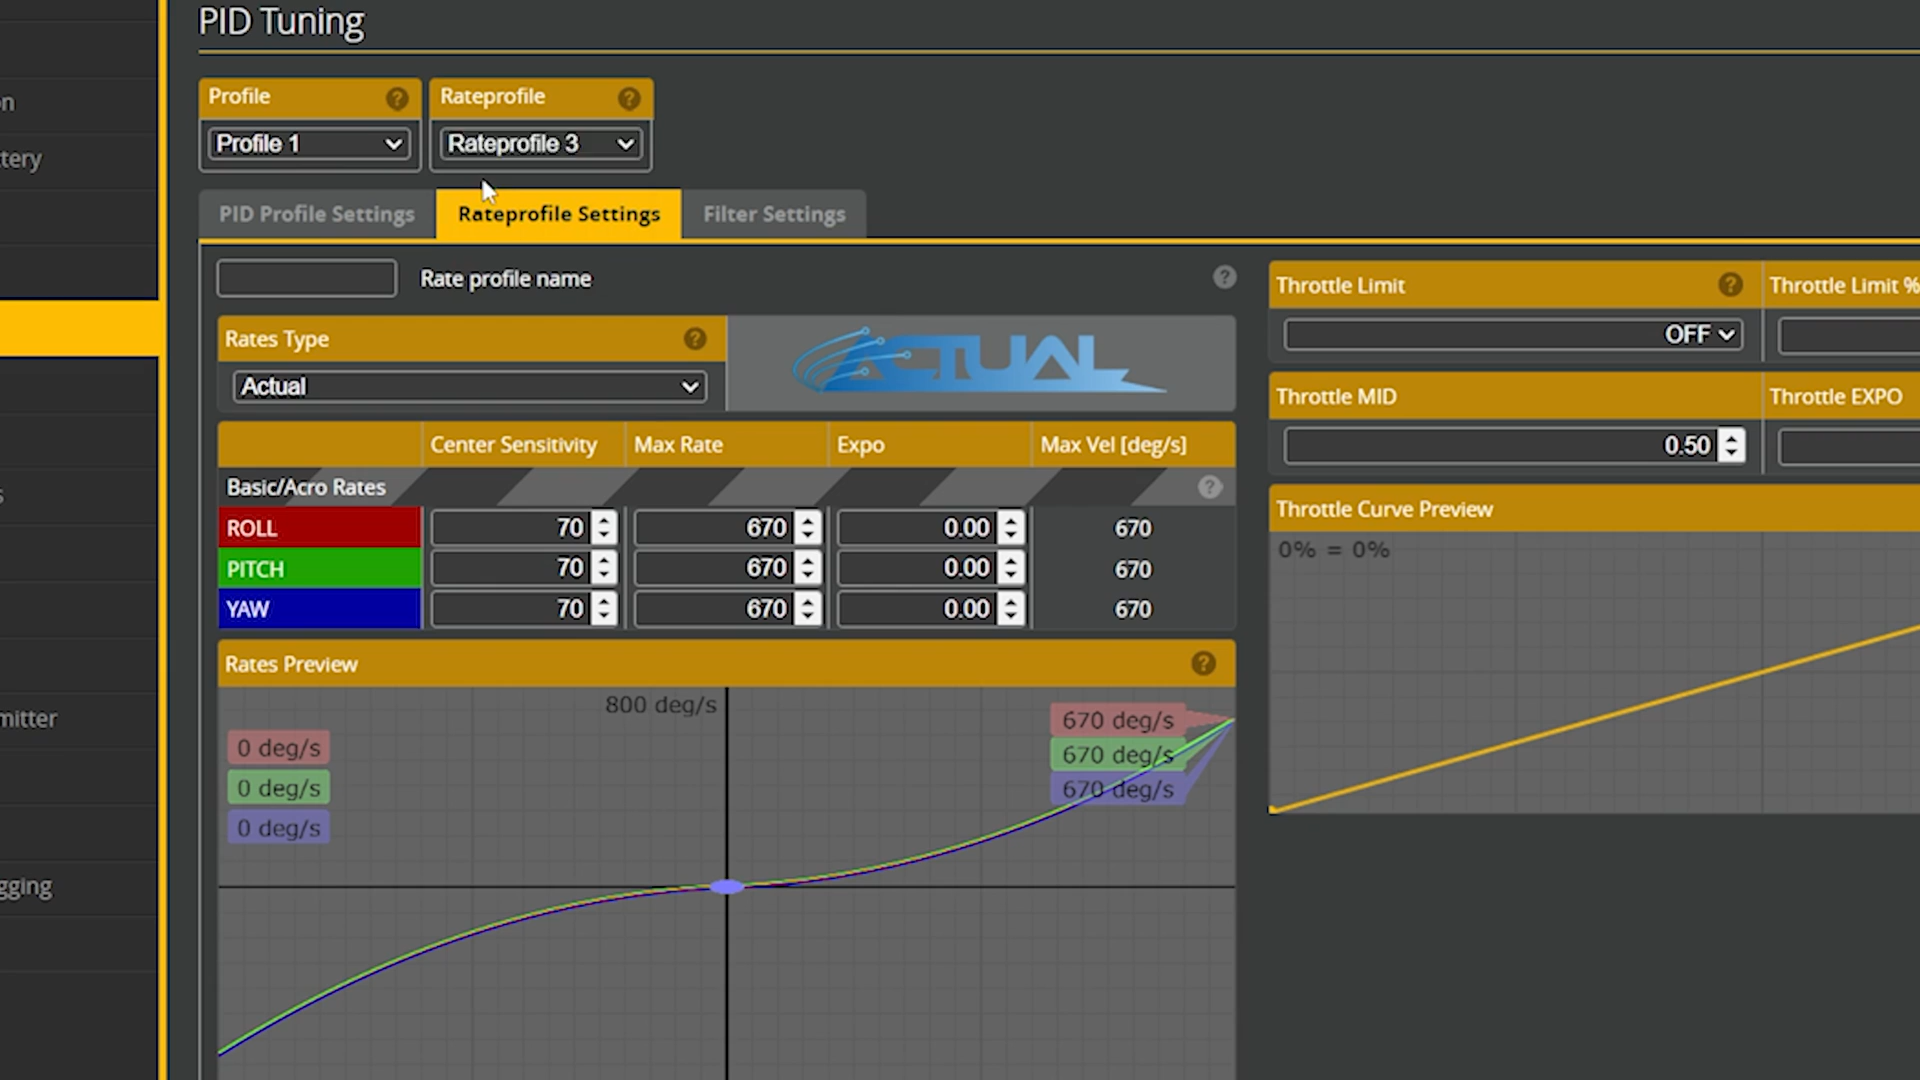 PID Tuning
Profile
Rateprofile
Profile 1
Rateprofile 3
PID Profile Settings
Rateprofile Settings
Filter Settings
Rate profile name
Rates Type
Actual
ACTUAL
Center Sensitivity
Max Rate
Expo
Max Vel [deg/s]
Basic/Acro Rates
ROLL 70 670 0.00 670
PITCH 70 670 0.00 670
YAW 70 670 0.00 670
Rates Preview
800 deg/s
0 deg/s
0 deg/s
0 deg/s
670 deg/s
670 deg/s
670 deg/s
Throttle Limit
Throttle Limit %
OFF
Throttle MID
Throttle EXPO
0.50
Throttle Curve Preview
0% = 0%
n
tery
s
mitter
gging